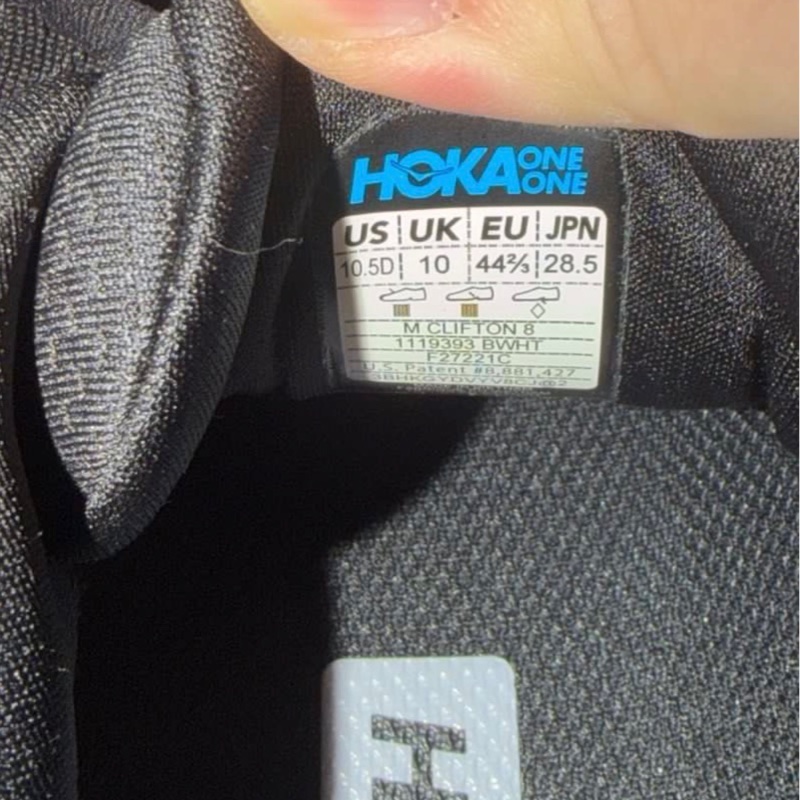 HOKA ONE ONE
US UK EU JPN
10.5D 10 44⅔ 28.5
M CLIFTON 8
1119393 BWHT
F27221C
U.S. Patent #8,881,427
H